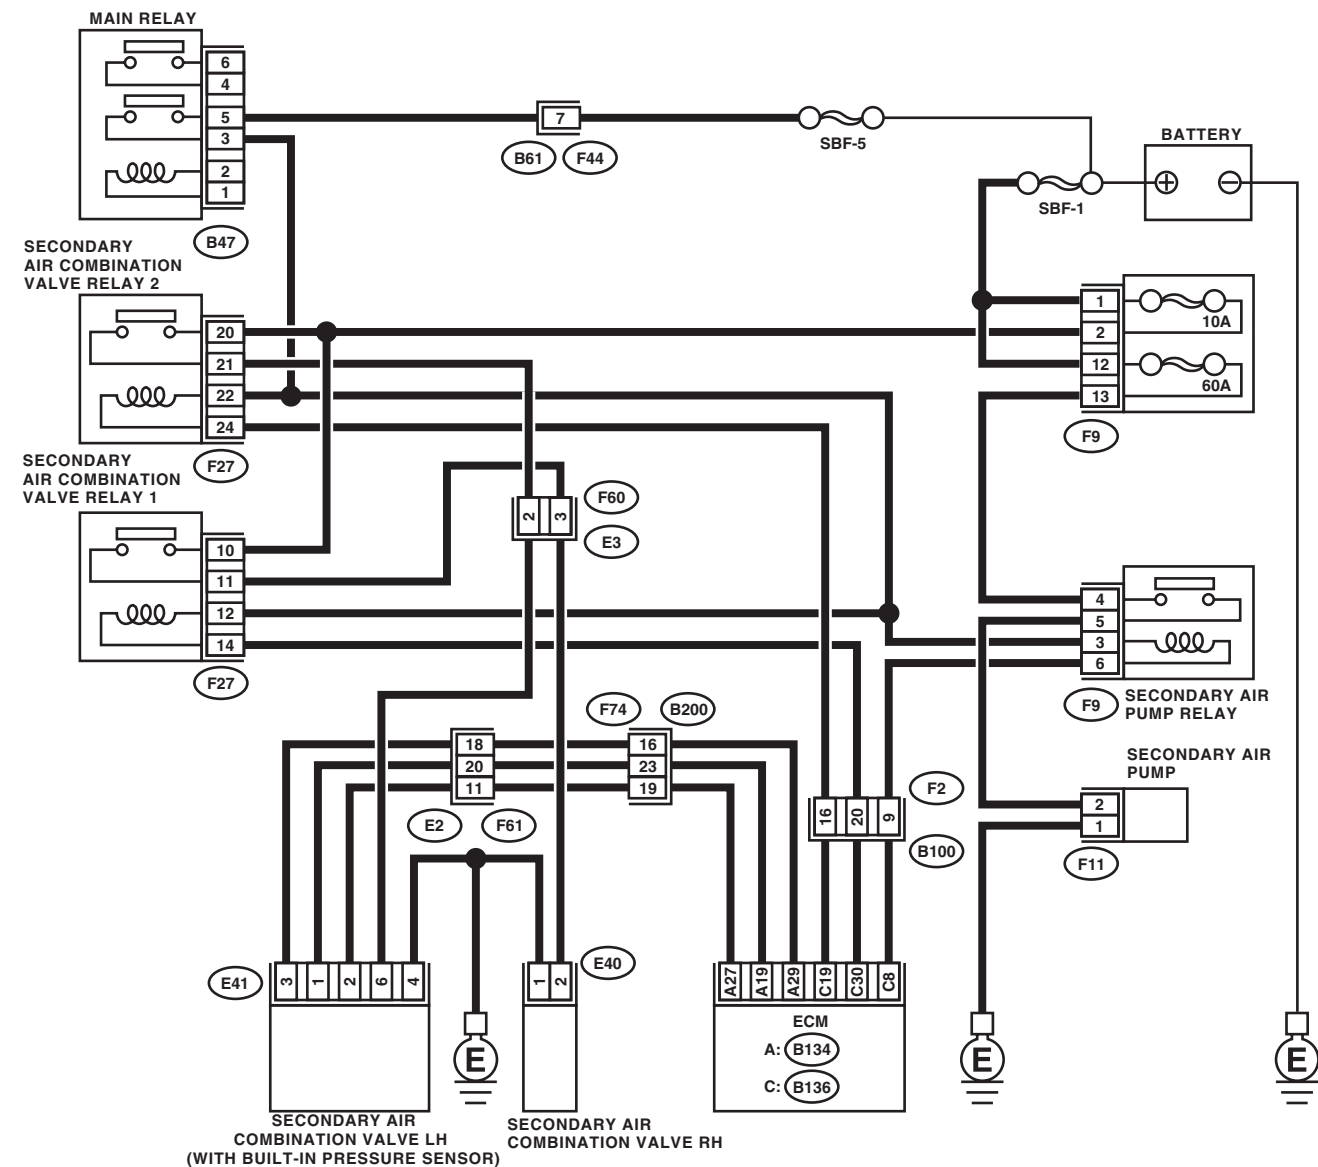 MAIN RELAY
6
4
5
3
2
1
B47
7
B61 F44
SBF-5
SBF-1
BATTERY
+ −
SECONDARY
AIR COMBINATION
VALVE RELAY 2
20
21
22
24
F27
1
2
12
13
10A
60A
F9
SECONDARY
AIR COMBINATION
VALVE RELAY 1
10
11
12
14
F27
2 3
F60
E3
4
5
3
6
F9
SECONDARY AIR
PUMP RELAY
F74 B200
18
20
11
16
23
19
E2 F61
SECONDARY AIR
PUMP
2
1
F11
16 20 9
F2
B100
E41
3 1 2 6 4
1 2
E40
A27 A19 A29 C19 C30 C8
ECM
A: B134
C: B136
E
E
E
SECONDARY AIR
COMBINATION VALVE LH
(WITH BUILT-IN PRESSURE SENSOR)
SECONDARY AIR
COMBINATION VALVE RH